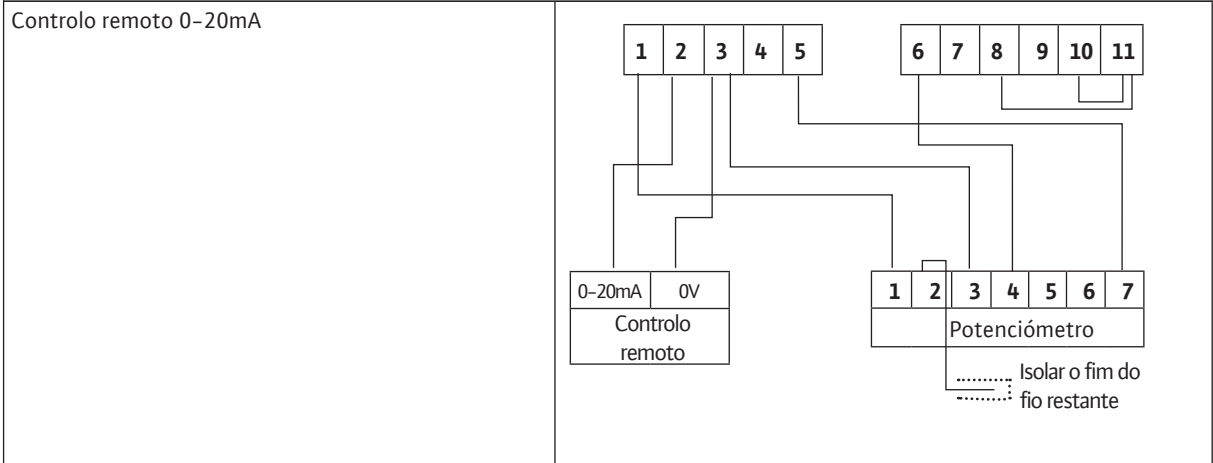 Controlo remoto 0–20mA
1 2 3 4 5
6 7 8 9 10 11
0–20mA 0V
Controlo
remoto
1 2 3 4 5 6 7
Potenciómetro
Isolar o fim do
fio restante